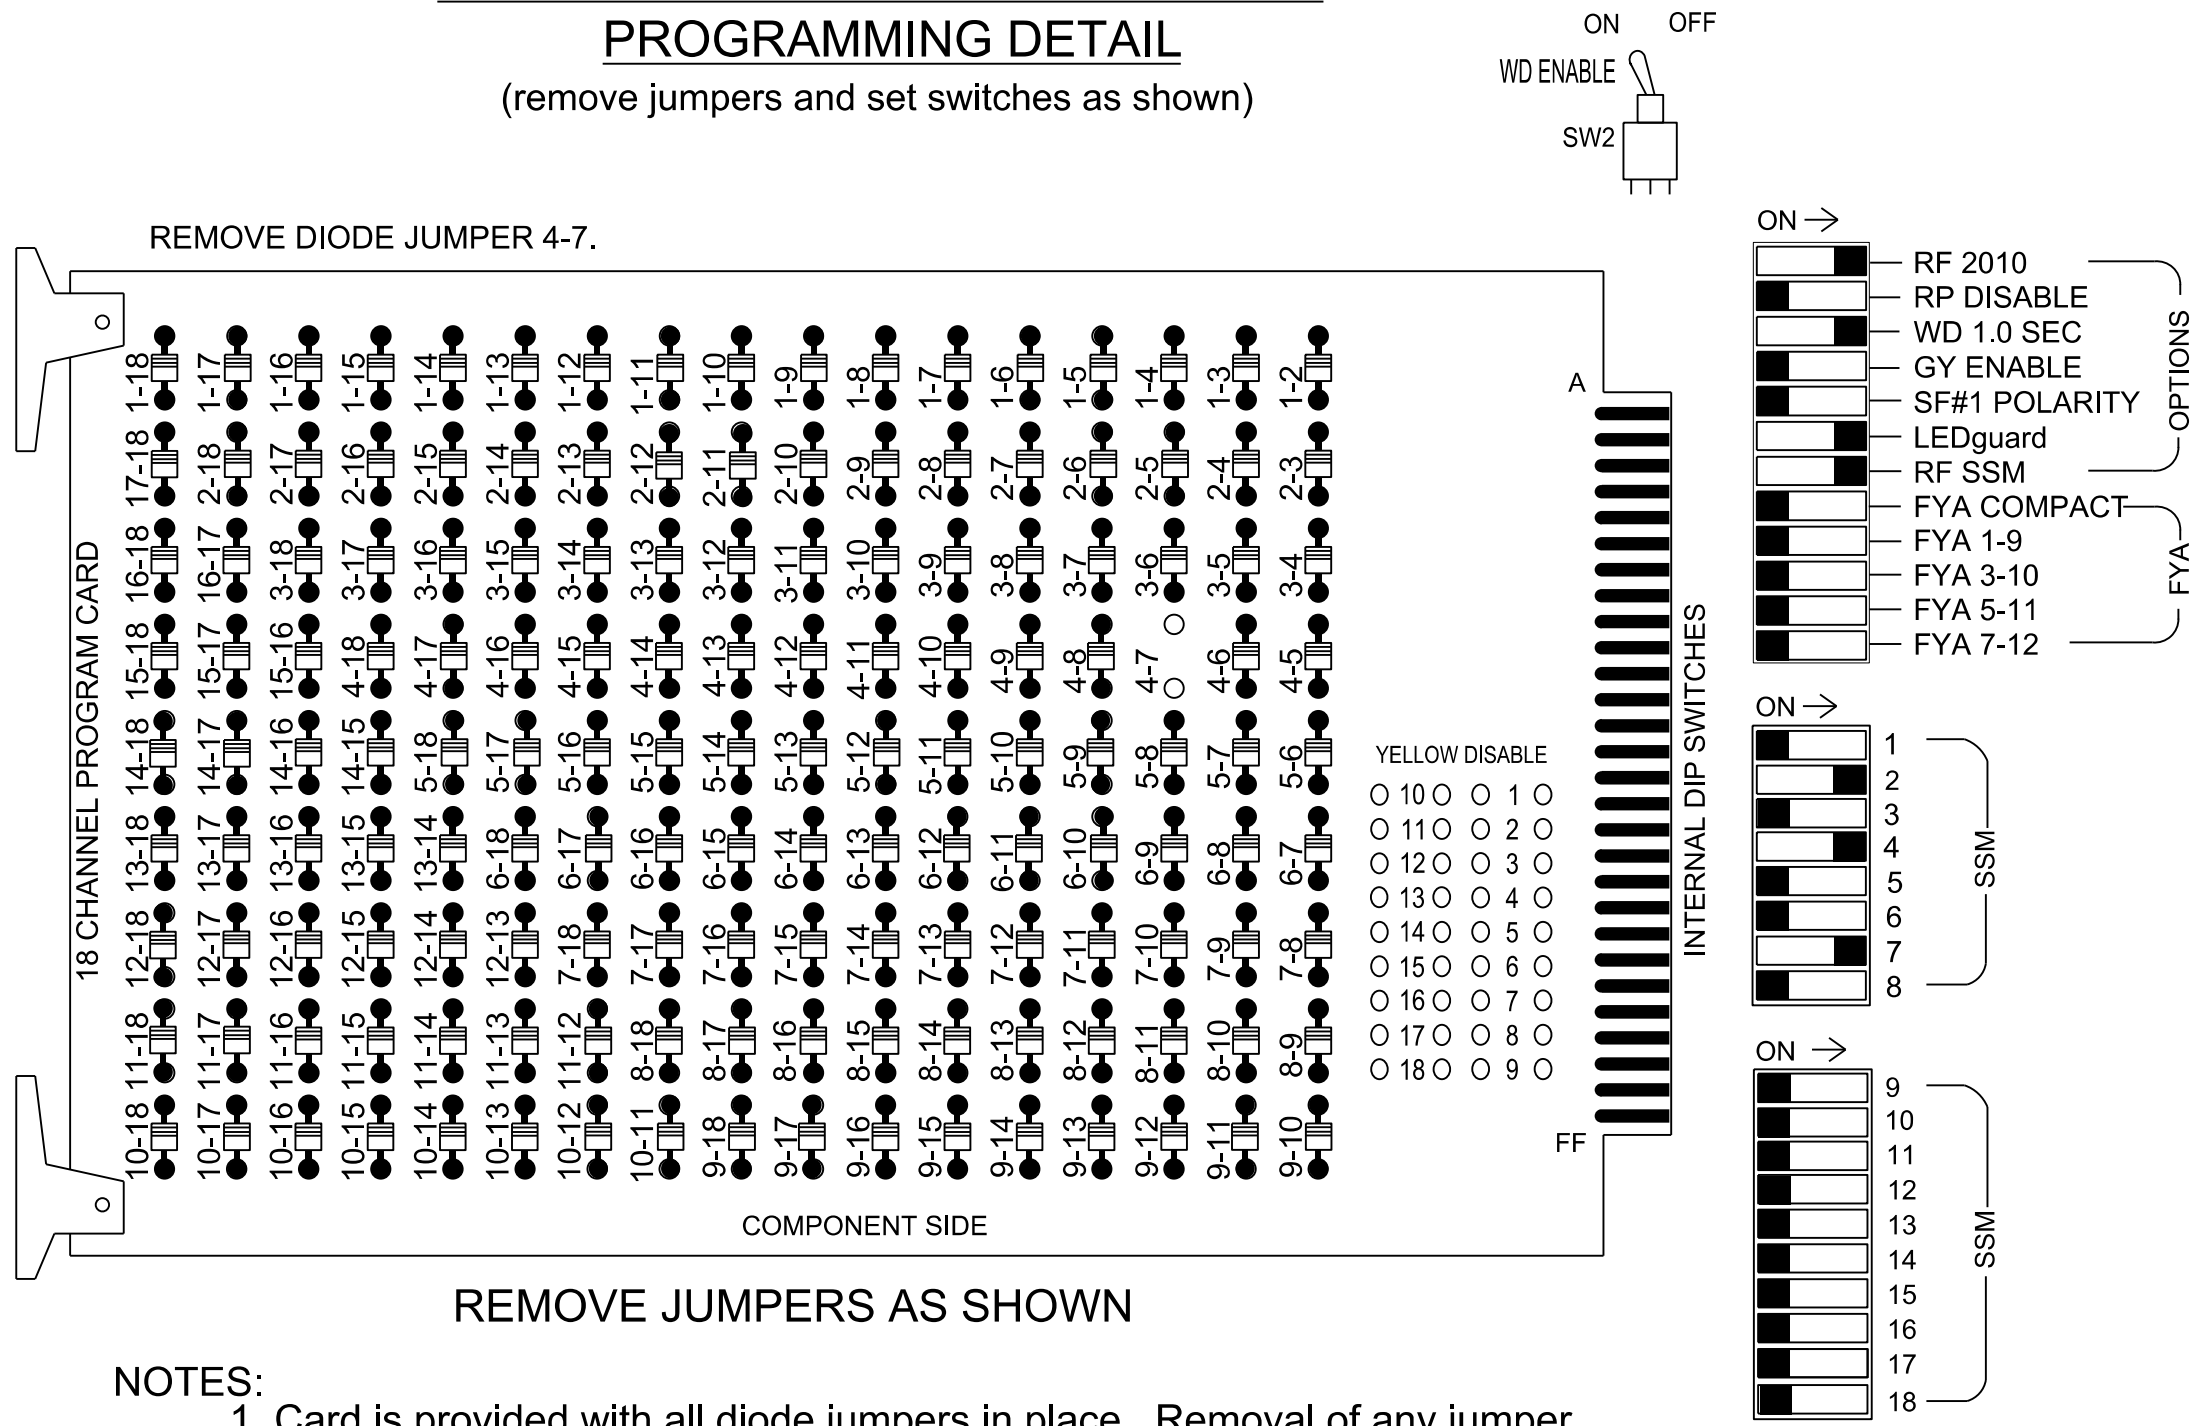 PROGRAMMING DETAIL
(remove jumpers and set switches as shown)
ON OFF
WD ENABLE
SW2
REMOVE DIODE JUMPER 4-7.
18 CHANNEL PROGRAM CARD
1-18 1-17 1-16 1-15 1-14 1-13 1-12 1-11 1-10 1-9 1-8 1-7 1-6 1-5 1-4 1-3 1-2
17-18 2-18 2-17 2-16 2-15 2-14 2-13 2-12 2-11 2-10 2-9 2-8 2-7 2-6 2-5 2-4 2-3
16-18 16-17 3-18 3-17 3-16 3-15 3-14 3-13 3-12 3-11 3-10 3-9 3-8 3-7 3-6 3-5 3-4
15-18 15-17 15-16 4-18 4-17 4-16 4-15 4-14 4-13 4-12 4-11 4-10 4-9 4-8 4-7 4-6 4-5
14-18 14-17 14-16 14-15 5-18 5-17 5-16 5-15 5-14 5-13 5-12 5-11 5-10 5-9 5-8 5-7 5-6
13-18 13-17 13-16 13-15 13-14 6-18 6-17 6-16 6-15 6-14 6-13 6-12 6-11 6-10 6-9 6-8 6-7
12-18 12-17 12-16 12-15 12-14 12-13 7-18 7-17 7-16 7-15 7-14 7-13 7-12 7-11 7-10 7-9 7-8
11-18 11-17 11-16 11-15 11-14 11-13 11-12 8-18 8-17 8-16 8-15 8-14 8-13 8-12 8-11 8-10 8-9
10-18 10-17 10-16 10-15 10-14 10-13 10-12 10-11 9-18 9-17 9-16 9-15 9-14 9-13 9-12 9-11 9-10
YELLOW DISABLE
10 1
11 2
12 3
13 4
14 5
15 6
16 7
17 8
18 9
A
FF
COMPONENT SIDE
INTERNAL DIP SWITCHES
ON
RF 2010
RP DISABLE
WD 1.0 SEC
GY ENABLE
SF#1 POLARITY
LEDguard
RF SSM
OPTIONS
FYA COMPACT
FYA 1-9
FYA 3-10
FYA 5-11
FYA 7-12
FYA
ON
1
2
3
4
5
6
7
8
SSM
ON
9
10
11
12
13
14
15
16
17
18
SSM
REMOVE JUMPERS AS SHOWN
NOTES:
1. Card is provided with all diode jumpers in place. Removal of any jumper